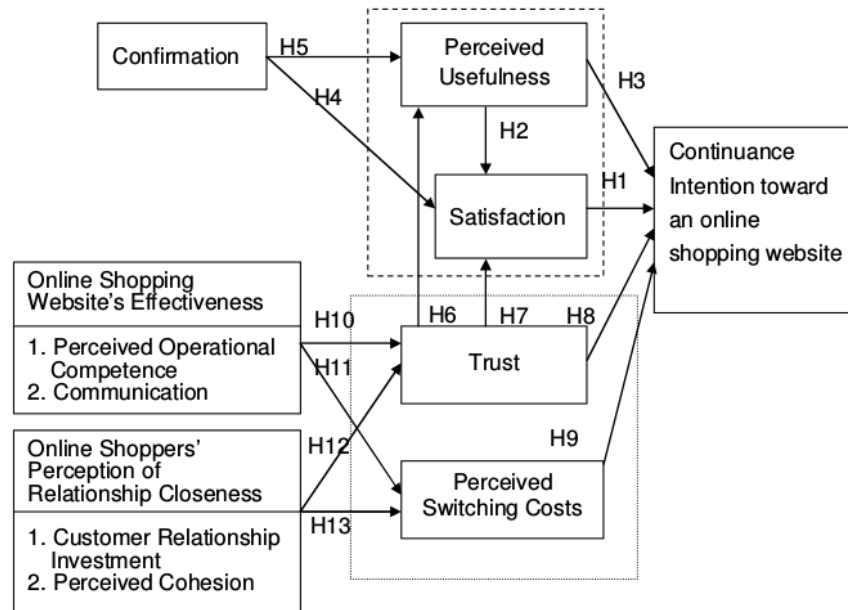 Confirmation
H5
H4
Perceived
Usefulness
H3
H2
Satisfaction
H1
Continuance
Intention toward
an online
shopping website
Online Shopping
Website's Effectiveness
1. Perceived Operational
Competence
2. Communication
H10
H11
H6
H7
H8
Trust
Online Shoppers'
Perception of
Relationship Closeness
1. Customer Relationship
Investment
2. Perceived Cohesion
H12
H13
H9
Perceived
Switching Costs